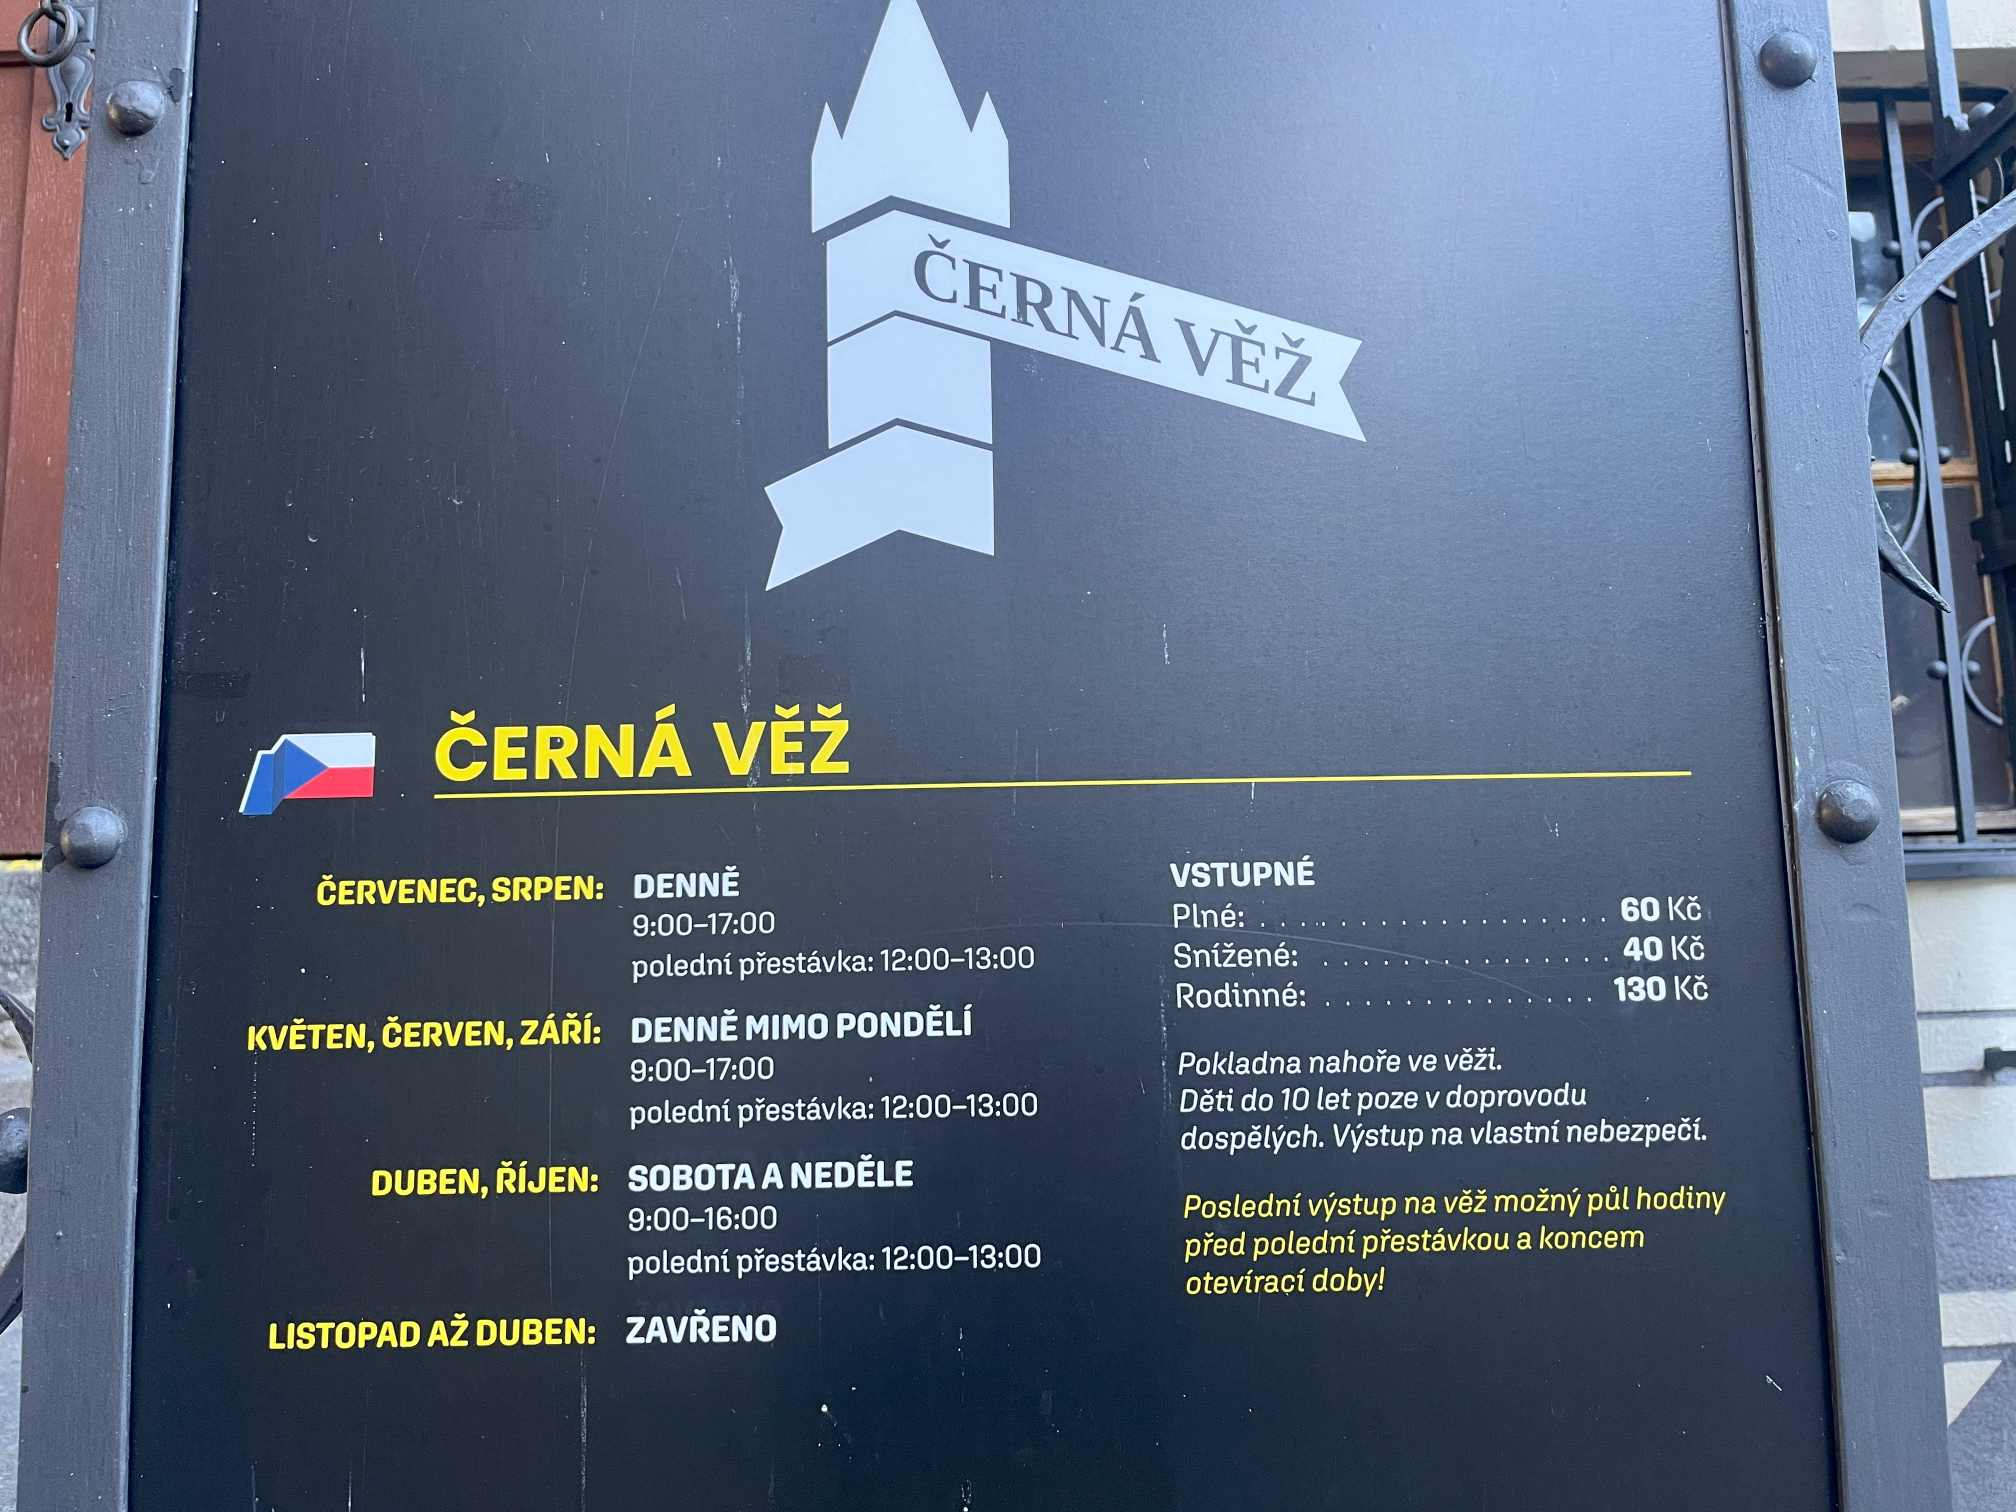 ČERNÁ VĚŽ
ČERNÁ VĚŽ
ČERVENEC, SRPEN: DENNĚ
9:00–17:00
polední přestávka: 12:00–13:00
KVĚTEN, ČERVEN, ZÁŘÍ: DENNĚ MIMO PONDĚLÍ
9:00–17:00
polední přestávka: 12:00–13:00
DUBEN, ŘÍJEN: SOBOTA A NEDĚLE
9:00–16:00
polední přestávka: 12:00–13:00
LISTOPAD AŽ DUBEN: ZAVŘENO
VSTUPNÉ
Plné: . . . . . . . . . . . . . . . . . . 60 Kč
Snížené: . . . . . . . . . . . . . . . 40 Kč
Rodinné: . . . . . . . . . . . . . . 130 Kč
Pokladna nahoře ve věži.
Děti do 10 let poze v doprovodu
dospělých. Výstup na vlastní nebezpečí.
Poslední výstup na věž možný půl hodiny
před polední přestávkou a koncem
otevírací doby!